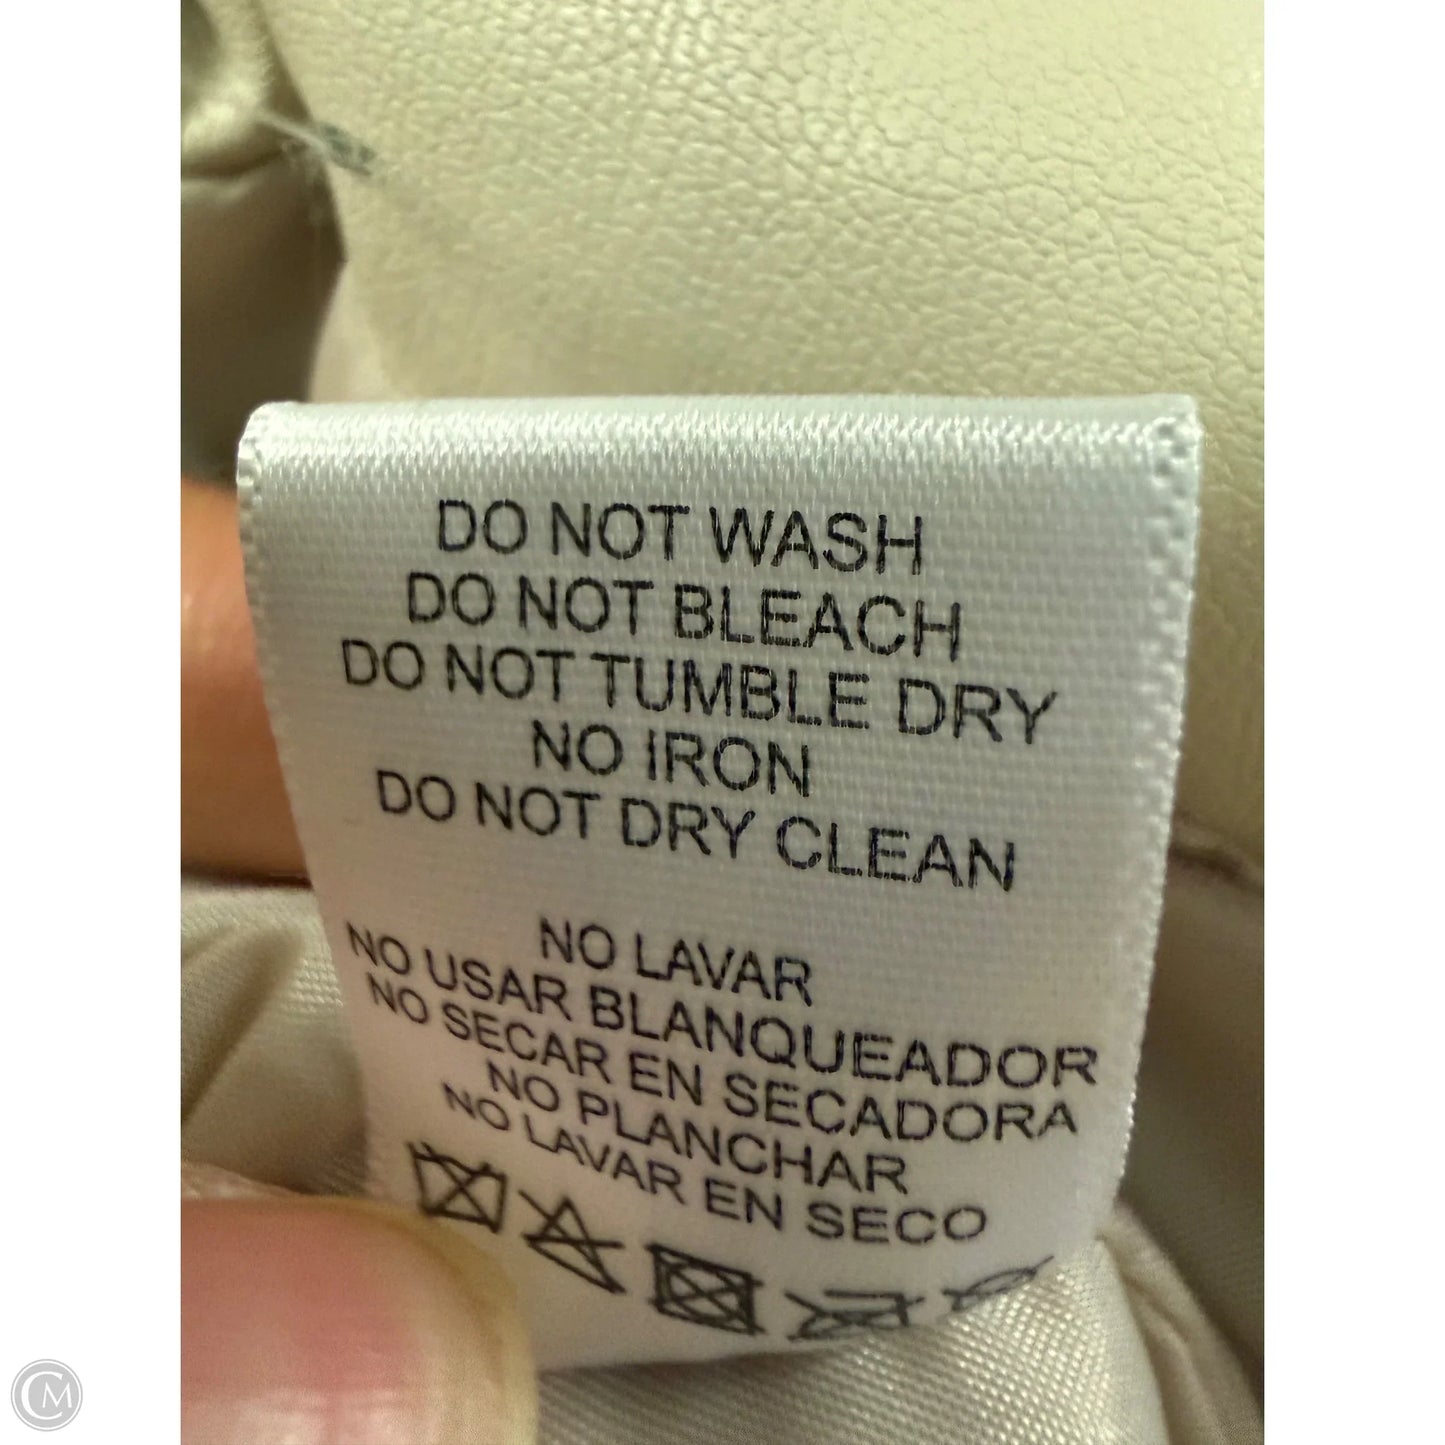 DO NOT WASH
DO NOT BLEACH
DO NOT TUMBLE DRY
NO IRON
DO NOT DRY CLEAN
NO LAVAR
NO USAR BLANQUEADOR
NO SECAR EN SECADORA
NO PLANCHAR
NO LAVAR EN SECO
CM